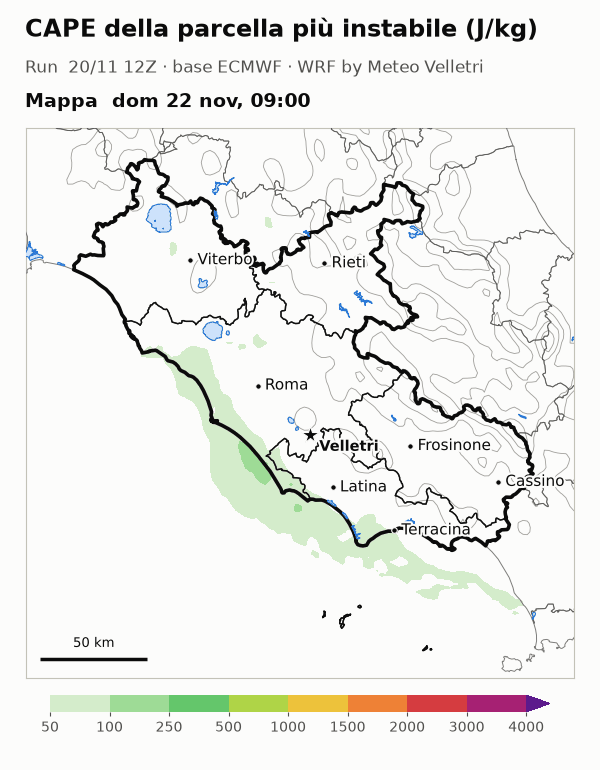 CAPE della parcella più instabile (J/kg)
Run  20/11 12Z · base ECMWF · WRF by Meteo Velletri
Mappa  dom 22 nov, 09:00
Viterbo
Rieti
Roma
Velletri
Frosinone
Cassino
Latina
Terracina
50 km
50 100 250 500 1000 1500 2000 3000 4000